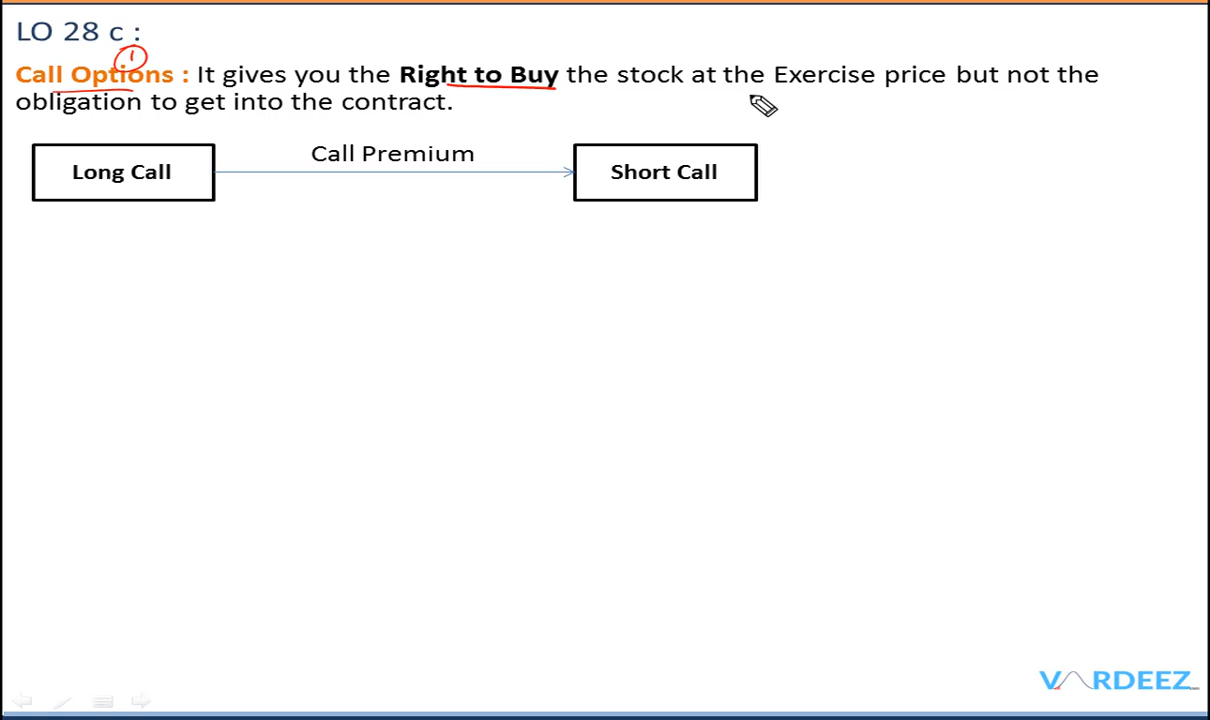 LO 28 c :
1
Call Options : It gives you the Right to Buy the stock at the Exercise price but not the
obligation to get into the contract.
Call Premium
Long Call
Short Call
VARDEEZ